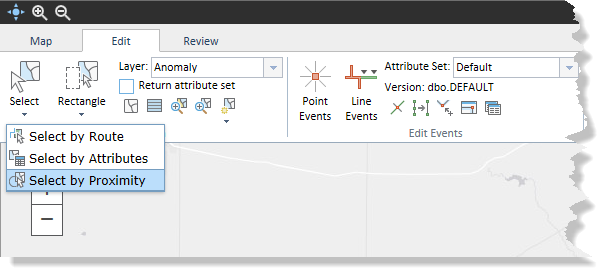 Map Edit Review
Layer: Anomaly Attribute Set: Default
Return attribute set Version: dbo.DEFAULT
Select Rectangle Point Events Line Events
Edit Events
Select by Route
Select by Attributes
Select by Proximity